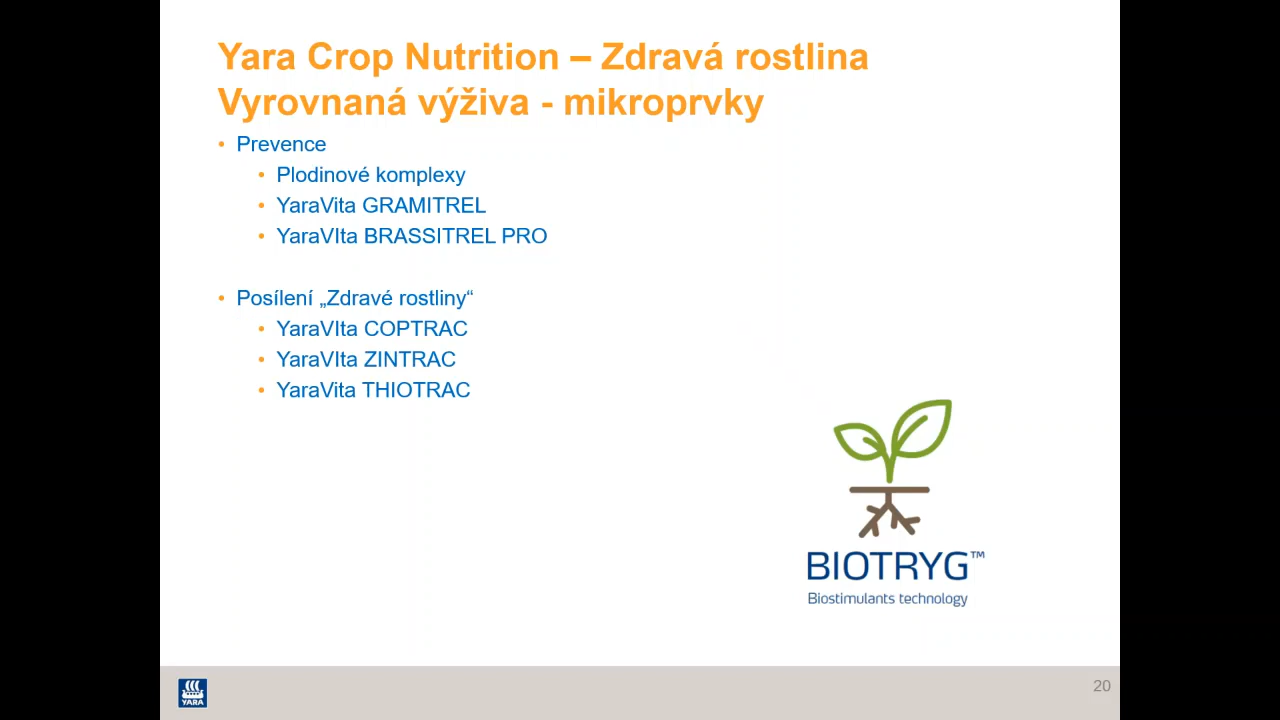 Yara Crop Nutrition – Zdravá rostlina
Vyrovnaná výživa - mikroprvky
• Prevence
• Plodinové komplexy
• YaraVita GRAMITREL
• YaraVIta BRASSITREL PRO
• Posílení „Zdravé rostliny“
• YaraVIta COPTRAC
• YaraVIta ZINTRAC
• YaraVita THIOTRAC
BIOTRYG™
Biostimulants technology
YARA
20